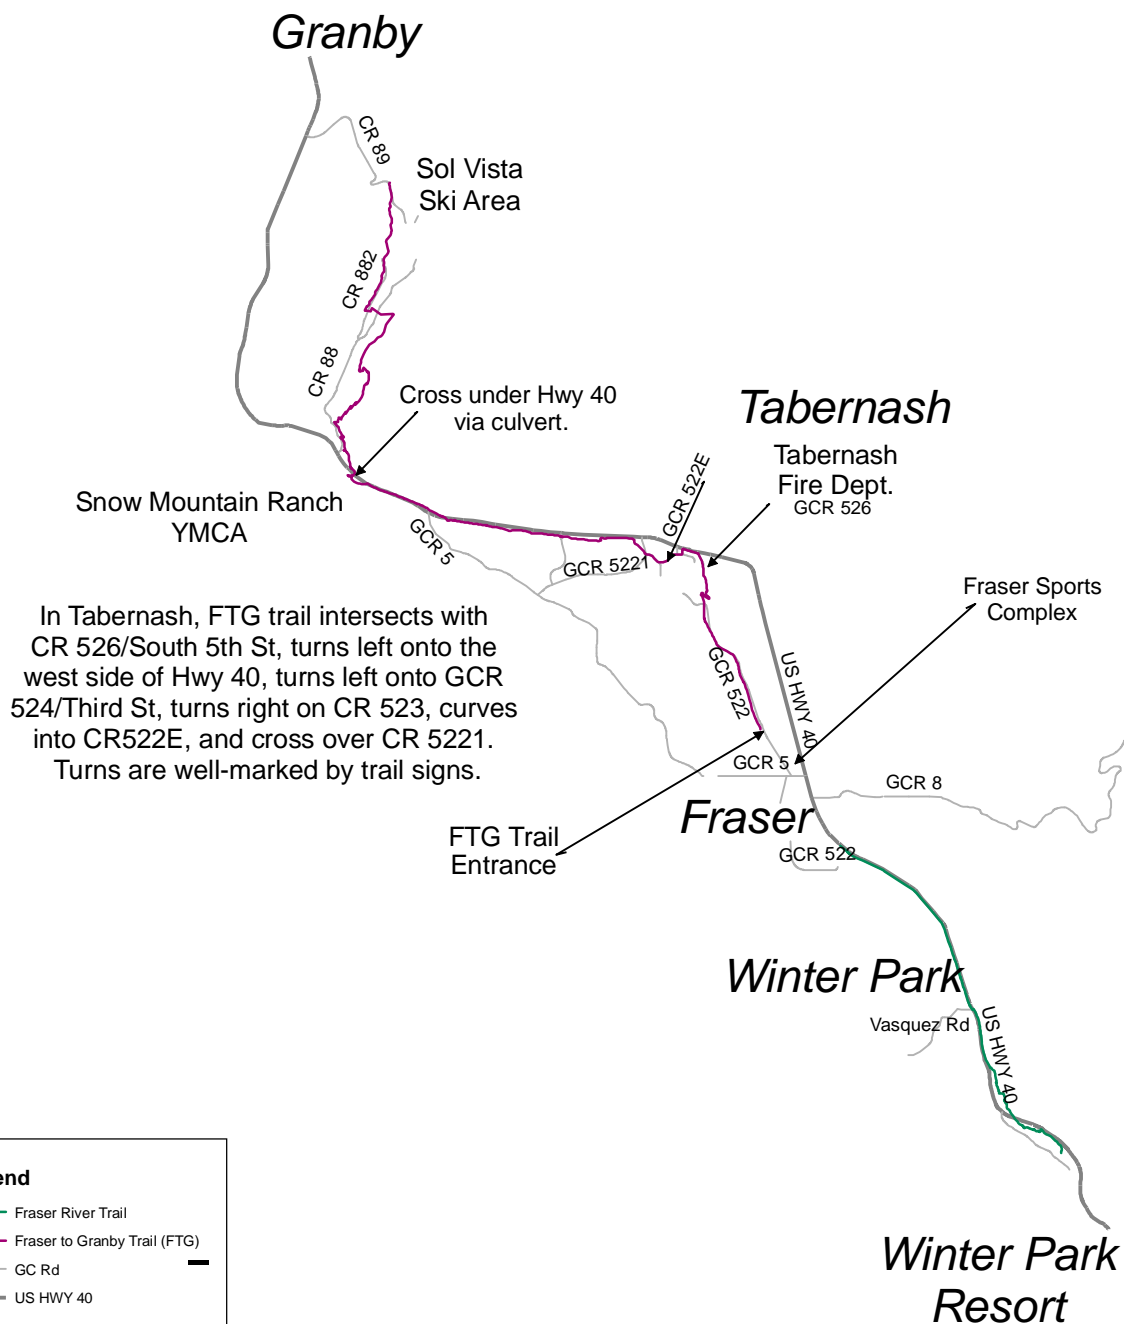 Granby
CR 89
Sol Vista
Ski Area
CR 882
CR 88
Cross under Hwy 40
via culvert.
Tabernash
Tabernash
Fire Dept.
GCR 526
GCR 522E
Snow Mountain Ranch
YMCA
GCR 5
GCR 5221
Fraser Sports
Complex
In Tabernash, FTG trail intersects with
CR 526/South 5th St, turns left onto the
west side of Hwy 40, turns left onto GCR
524/Third St, turns right on CR 523, curves
into CR522E, and cross over CR 5221.
Turns are well-marked by trail signs.
GCR 522
US HWY 40
GCR 5
GCR 8
Fraser
FTG Trail
Entrance
GCR 522
Winter Park
Vasquez Rd
US HWY 40
end
Fraser River Trail
Fraser to Granby Trail (FTG)
GC Rd
US HWY 40
Winter Park
Resort